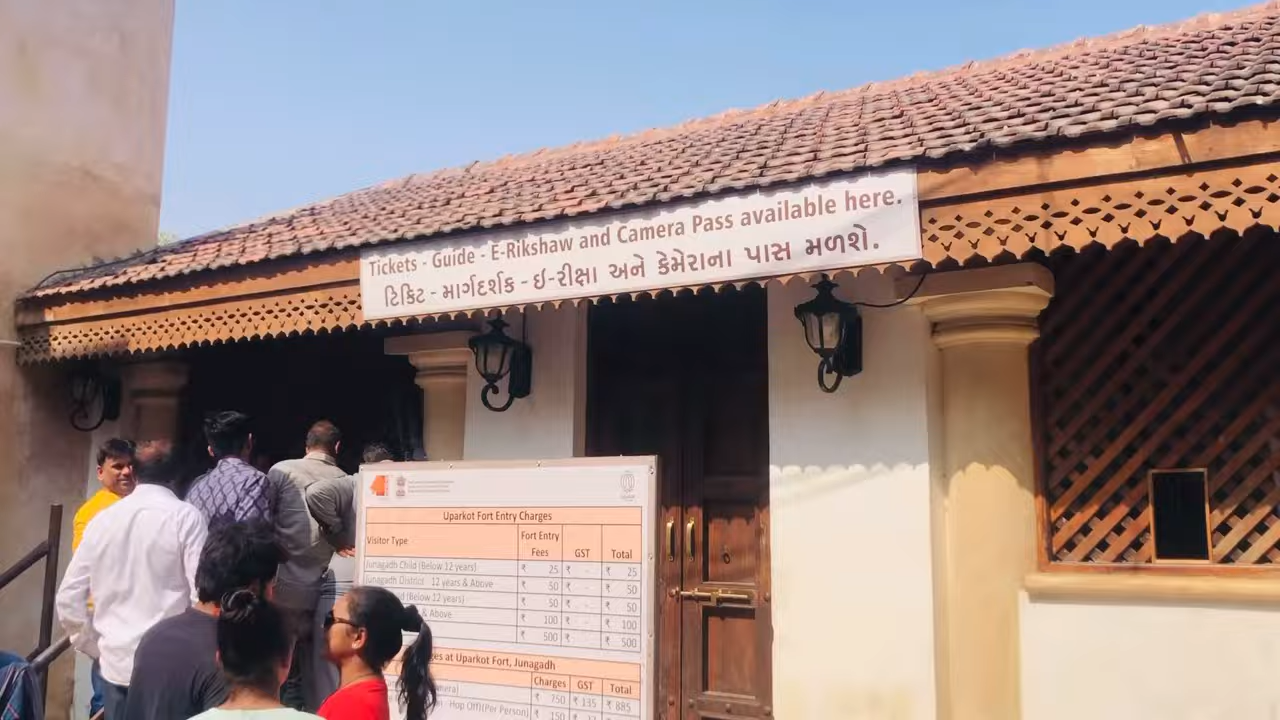 Tickets - Guide - E-Rikshaw and Camera Pass available here.
ટિકિટ - માર્ગદર્શક - ઇ-રીક્ષા અને કેમેરાના પાસ મળશે.
Uparkot Fort Entry Charges
Visitor Type Fort Entry Fees GST Total
Junagadh Child (Below 12 years) ₹ 25 ₹ - ₹ 25
Junagadh District 12 years & Above ₹ 50 ₹ - ₹ 50
(Below 12 years) ₹ 50 ₹ - ₹ 50
& Above ₹ 100 ₹ - ₹ 100
₹ 500 ₹ ₹ 500
at Uparkot Fort, Junagadh
Charges GST Total
₹ 750 ₹ 135 ₹ 885
Hop Off)(Per Person) ₹ 150 ₹